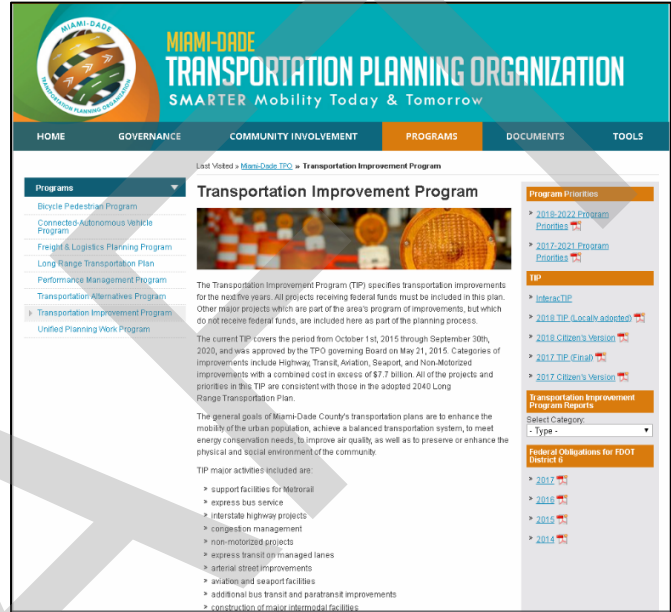 MIAMI-DADE
TRANSPORTATION PLANNING ORGANIZATION
MIAMI-DADE
TRANSPORTATION PLANNING ORGANIZATION
SMARTER Mobility Today & Tomorrow
HOME GOVERNANCE COMMUNITY INVOLVEMENT PROGRAMS DOCUMENTS TOOLS
Last Visited » Miami-Dade TPO » Transportation Improvement Program
Programs
Bicycle Pedestrian Program
Connected-Autonomous Vehicle
Program
Freight & Logistics Planning Program
Long Range Transportation Plan
Performance Management Program
Transportation Alternatives Program
Transportation Improvement Program
Unified Planning Work Program
Transportation Improvement Program
The Transportation Improvement Program (TIP) specifies transportation improvements
for the next five years. All projects receiving federal funds must be included in this plan.
Other major projects which are part of the area's program of improvements, but which
do not receive federal funds, are included here as part of the planning process.
The current TIP covers the period from October 1st, 2015 through September 30th,
2020, and was approved by the TPO governing Board on May 21, 2015. Categories of
improvements include Highway, Transit, Aviation, Seaport, and Non-Motorized
improvements with a combined cost in excess of $7.7 billion. All of the projects and
priorities in this TIP are consistent with those in the adopted 2040 Long
Range Transportation Plan.
The general goals of Miami-Dade County's transportation plans are to enhance the
mobility of the urban population, achieve a balanced transportation system, to meet
energy conservation needs, to improve air quality, as well as to preserve or enhance the
physical and social environment of the community.
TIP major activities included are:
» support facilities for Metrorail
» express bus service
» interstate highway projects
» congestion management
» non-motorized projects
» express transit on managed lanes
» arterial street improvements
» aviation and seaport facilities
» additional bus transit and paratransit improvements
» construction of major intermodal facilities
Program Priorities
» 2018-2022 Program
Priorities
» 2017-2021 Program
Priorities
TIP
» InteracTIP
» 2018 TIP (Locally adopted)
» 2018 Citizen's Version
» 2017 TIP (Final)
» 2017 Citizen's Version
Transportation Improvement
Program Reports
Select Category:
- Type -
Federal Obligations for FDOT
District 6
» 2017
» 2016
» 2015
» 2014